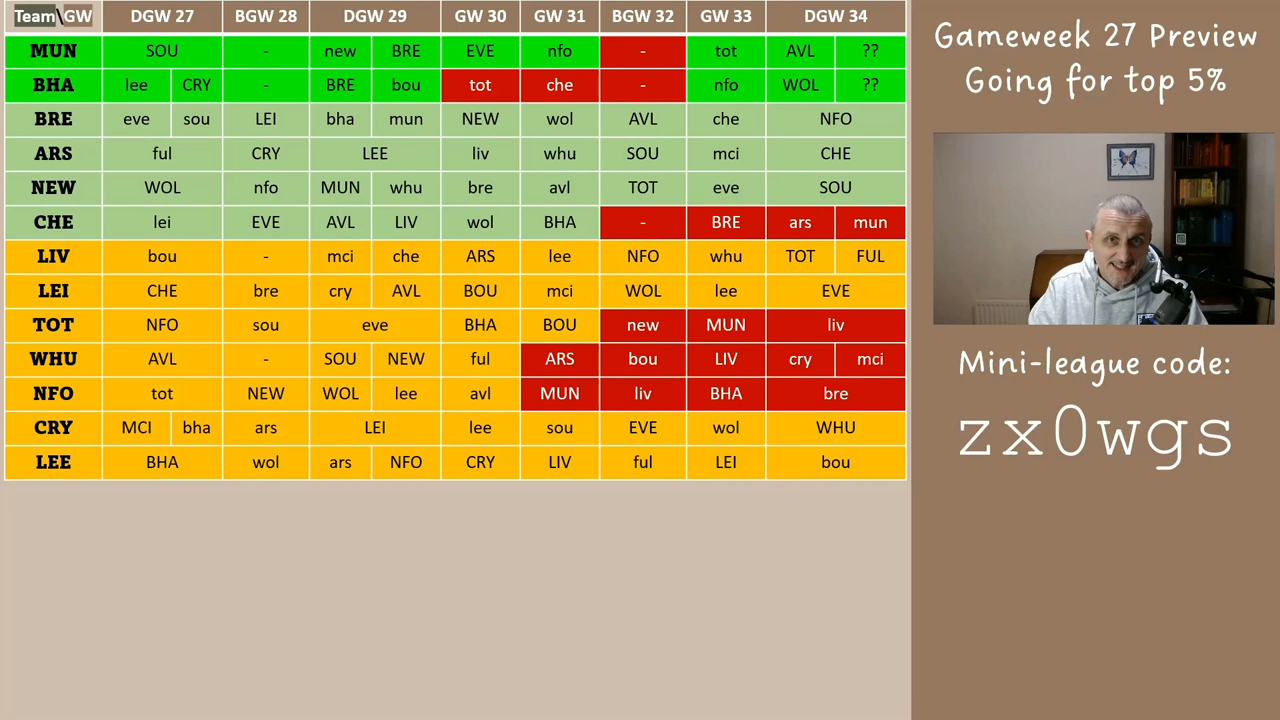 Team\GW DGW 27 BGW 28 DGW 29 GW 30 GW 31 BGW 32 GW 33 DGW 34
MUN SOU - new BRE EVE nfo - tot AVL ??
BHA lee CRY - BRE bou tot che - nfo WOL ??
BRE eve sou LEI bha mun NEW wol AVL che NFO
ARS ful CRY LEE liv whu SOU mci CHE
NEW WOL nfo MUN whu bre avl TOT eve SOU
CHE lei EVE AVL LIV wol BHA - BRE ars mun
LIV bou - mci che ARS lee NFO whu TOT FUL
LEI CHE bre cry AVL BOU mci WOL lee EVE
TOT NFO sou eve BHA BOU new MUN liv
WHU AVL - SOU NEW ful ARS bou LIV cry mci
NFO tot NEW WOL lee avl MUN liv BHA bre
CRY MCI bha ars LEI lee sou EVE wol WHU
LEE BHA wol ars NFO CRY LIV ful LEI bou
Gameweek 27 Preview
Going for top 5%
Mini-league code:
zx0wgs